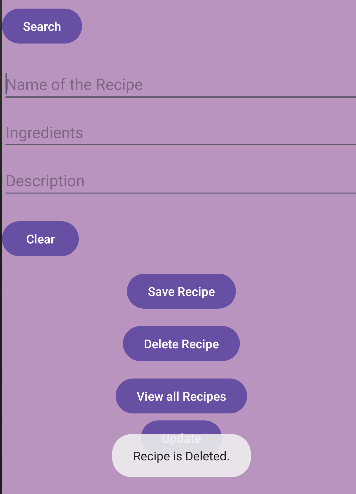 Search
Name of the Recipe
Ingredients
Description
Clear
Save Recipe
Delete Recipe
View all Recipes
Update
Recipe is Deleted.